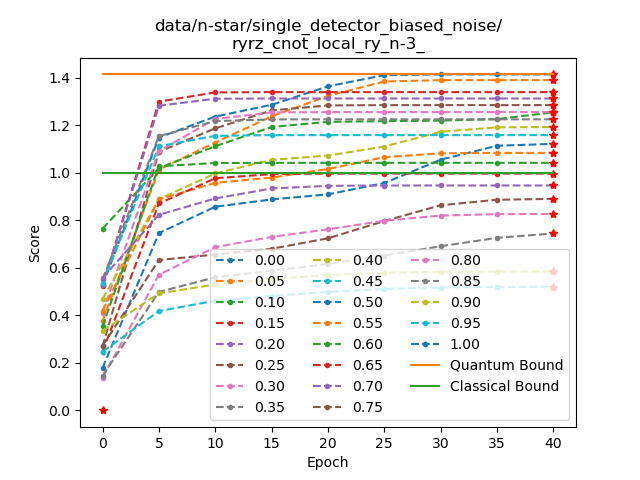 data/n-star/single_detector_biased_noise/
ryrz_cnot_local_ry_n-3_
Score
1.4
1.2
1.0
0.8
0.6
0.4
0.2
0.0
0.00 0.40 0.80
0.05 0.45 0.85
0.10 0.50 0.90
0.15 0.55 0.95
0.20 0.60 1.00
0.25 0.65 Quantum Bound
0.30 0.70 Classical Bound
0.35 0.75
0 5 10 15 20 25 30 35 40
Epoch